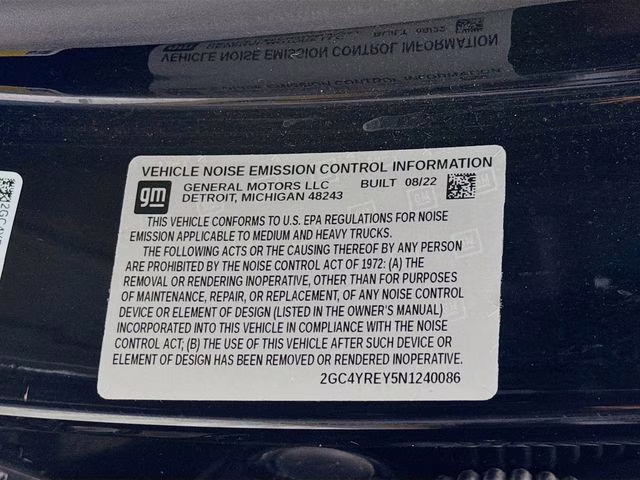 BUILT 08/22
VEHICLE NOISE EMISSION CONTROL INFORMATION
VEHICLE NOISE EMISSION CONTROL INFORMATION
gm
GENERAL MOTORS LLC BUILT 08/22
DETROIT, MICHIGAN 48243
THIS VEHICLE CONFORMS TO U.S. EPA REGULATIONS FOR NOISE
EMISSION APPLICABLE TO MEDIUM AND HEAVY TRUCKS.
THE FOLLOWING ACTS OR THE CAUSING THEREOF BY ANY PERSON
ARE PROHIBITED BY THE NOISE CONTROL ACT OF 1972: (A) THE
REMOVAL OR RENDERING INOPERATIVE, OTHER THAN FOR PURPOSES
OF MAINTENANCE, REPAIR, OR REPLACEMENT, OF ANY NOISE CONTROL
DEVICE OR ELEMENT OF DESIGN (LISTED IN THE OWNER'S MANUAL)
INCORPORATED INTO THIS VEHICLE IN COMPLIANCE WITH THE NOISE
CONTROL ACT; (B) THE USE OF THIS VEHICLE AFTER SUCH DEVICE OR
ELEMENT OF DESIGN HAS BEEN REMOVED OR RENDERED INOPERATIVE.
2GC4YREY5N1240086